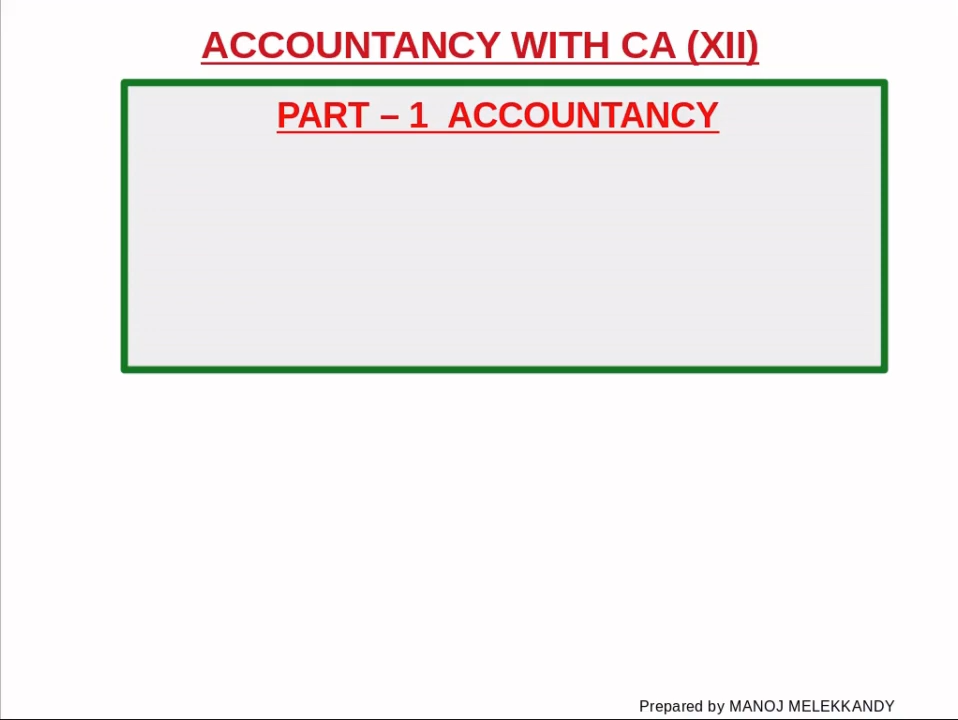 ACCOUNTANCY WITH CA (XII)
PART – 1 ACCOUNTANCY
Prepared by MANOJ MELEKKANDY